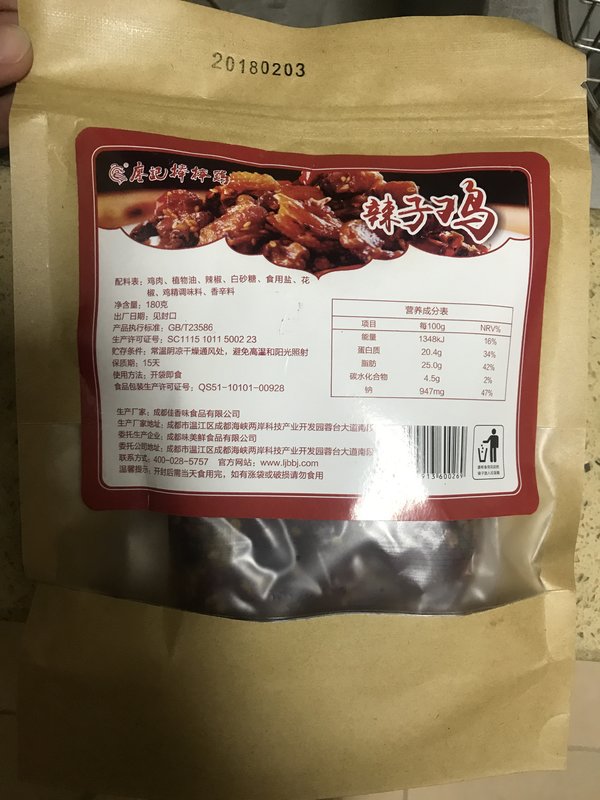 20180203
廖记棒棒鸡
辣子鸡
配料表：鸡肉、植物油、辣椒、白砂糖、食用盐、花
椒、鸡精调味料、香辛料
净含量：180克
出厂日期：见封口
产品执行标准：GB/T23586
生产许可证号：SC1115 1011 5002 23
贮存条件：常温阴凉干燥通风处，避免高温和阳光照射
保质期：15天
使用方法：开袋即食
食品包装生产许可证号：QS51-10101-00928
营养成分表
项目 每100g NRV%
能量 1348kJ 16%
蛋白质 20.4g 34%
脂肪 25.0g 42%
碳水化合物 4.5g 2%
钠 947mg 47%
生产厂家：成都佳香味食品有限公司
生产厂家地址：成都市温江区成都海峡两岸科技产业开发园蓉台大道南段
委托生产企业：成都味美鲜食品有限公司
委托公司地址：成都市温江区成都海峡两岸科技产业开发园蓉台大道南段
联系方式：400-028-5757 官方网站：www.ljbbj.com
温馨提示：开封后需当天食用完，如有涨袋或破损请勿食用
913 60026